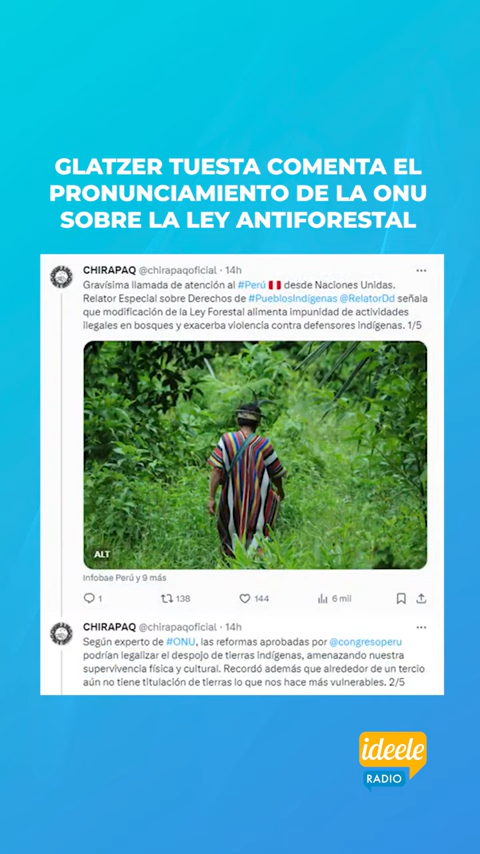 GLATZER TUESTA COMENTA EL
PRONUNCIAMIENTO DE LA ONU
SOBRE LA LEY ANTIFORESTAL
CHIRAPAQ @chirapaqoficial · 14h
Gravísima llamada de atención al #Perú 🇵🇪 desde Naciones Unidas.
Relator Especial sobre Derechos de #PueblosIndígenas @RelatorDd señala
que modificación de la Ley Forestal alimenta impunidad de actividades
ilegales en bosques y exacerba violencia contra defensores indígenas. 1/5
ALT
Infobae Perú y 9 más
1 138 144 6 mil
CHIRAPAQ @chirapaqoficial · 14h
Según experto de #ONU, las reformas aprobadas por @congresoperu
podrían legalizar el despojo de tierras indígenas, amenazando nuestra
supervivencia física y cultural. Recordó además que alrededor de un tercio
aún no tiene titulación de tierras lo que nos hace más vulnerables. 2/5
ideele
RADIO